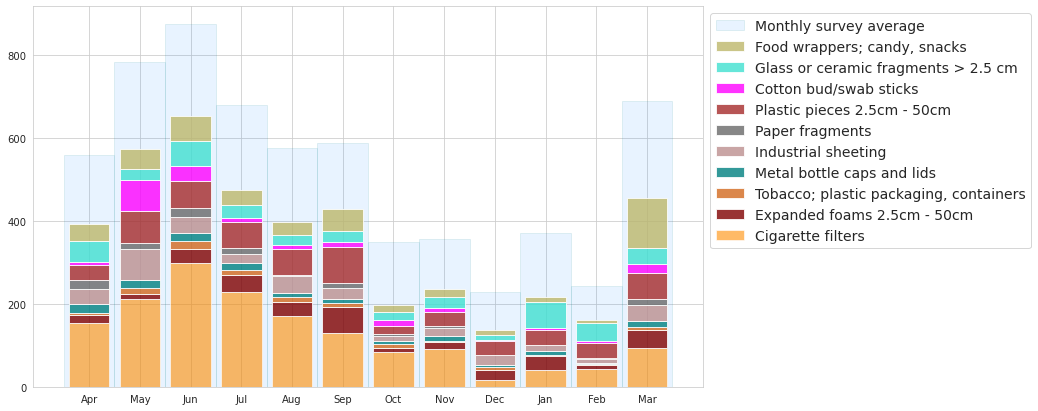 800
600
400
200
0
Apr May Jun Jul Aug Sep Oct Nov Dec Jan Feb Mar
Monthly survey average
Food wrappers; candy, snacks
Glass or ceramic fragments > 2.5 cm
Cotton bud/swab sticks
Plastic pieces 2.5cm - 50cm
Paper fragments
Industrial sheeting
Metal bottle caps and lids
Tobacco; plastic packaging, containers
Expanded foams 2.5cm - 50cm
Cigarette filters